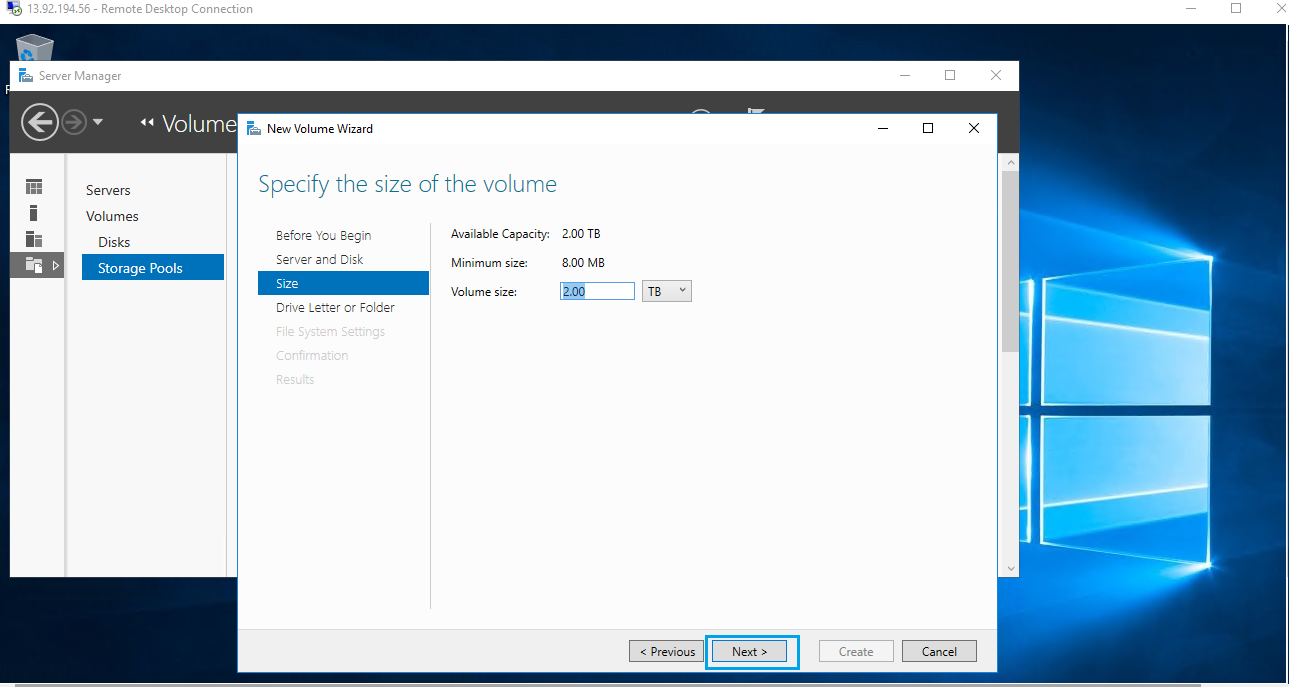 13.92.194.56 - Remote Desktop Connection
Server Manager
Volume
New Volume Wizard
Specify the size of the volume
Servers
Volumes
Disks
Storage Pools
Before You Begin
Server and Disk
Size
Drive Letter or Folder
File System Settings
Confirmation
Results
Available Capacity: 2.00 TB
Minimum size: 8.00 MB
Volume size: 2.00 TB
< Previous
Next >
Create
Cancel